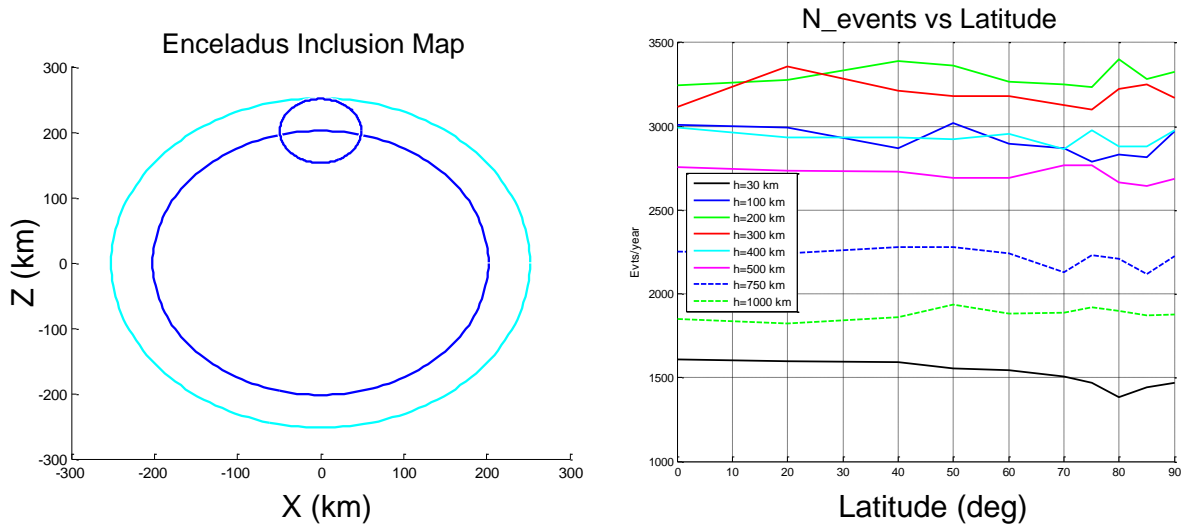 Enceladus Inclusion Map
300
200
100
0
-100
-200
-300
-300
-200
-100
0
100
200
300
Z (km)
X (km)
N_events vs Latitude
3500
3000
2500
2000
1500
1000
0
10
20
30
40
50
60
70
80
90
Evts/year
Latitude (deg)
h=30 km
h=100 km
h=200 km
h=300 km
h=400 km
h=500 km
h=750 km
h=1000 km